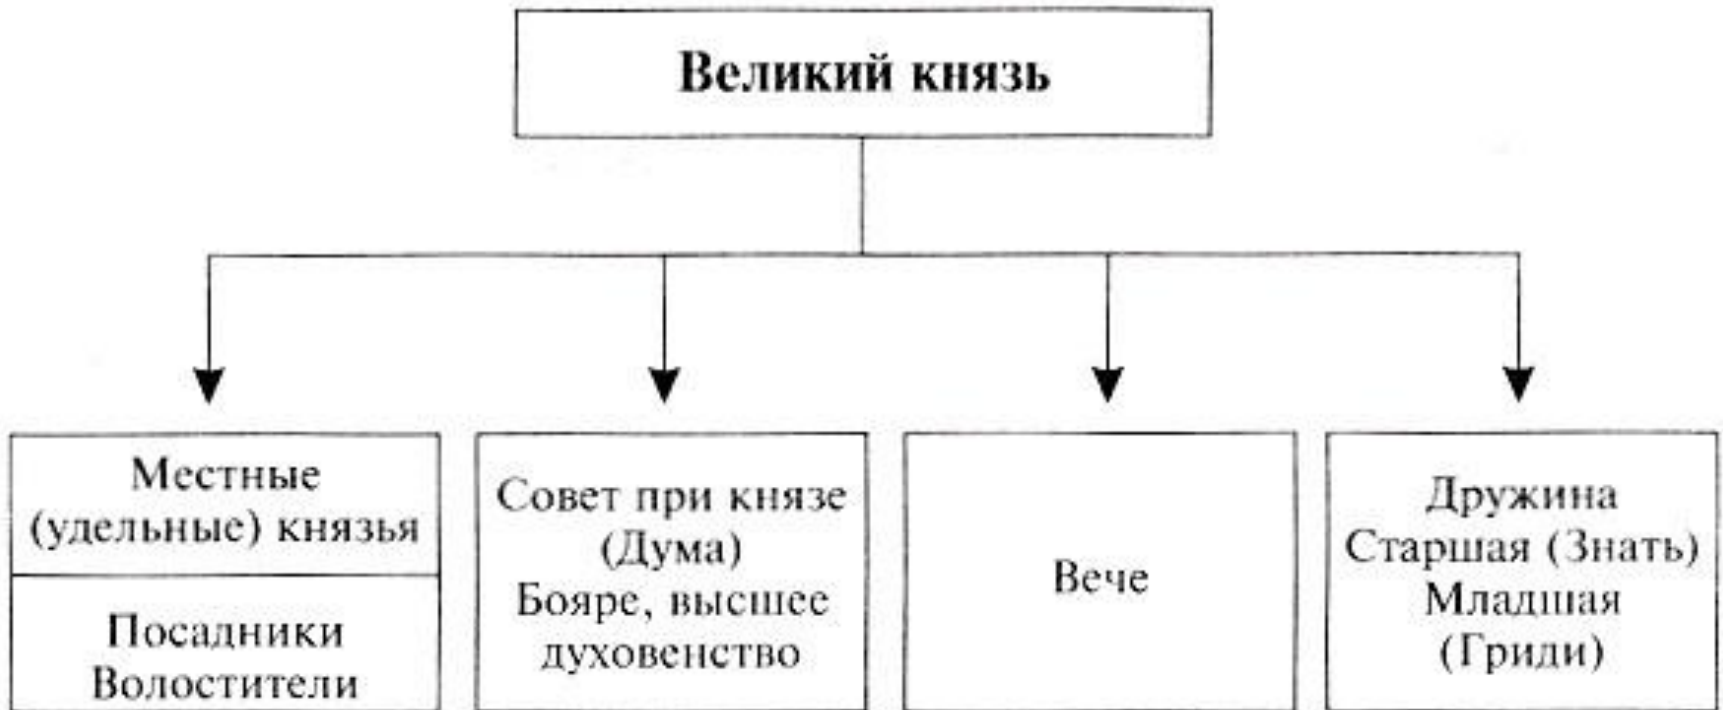 Великий князь
Местные
(удельные) князья
Посадники
Волостители
Совет при князе
(Дума)
Бояре, высшее
духовенство
Вече
Дружина
Старшая (Знать)
Младшая
(Гриди)